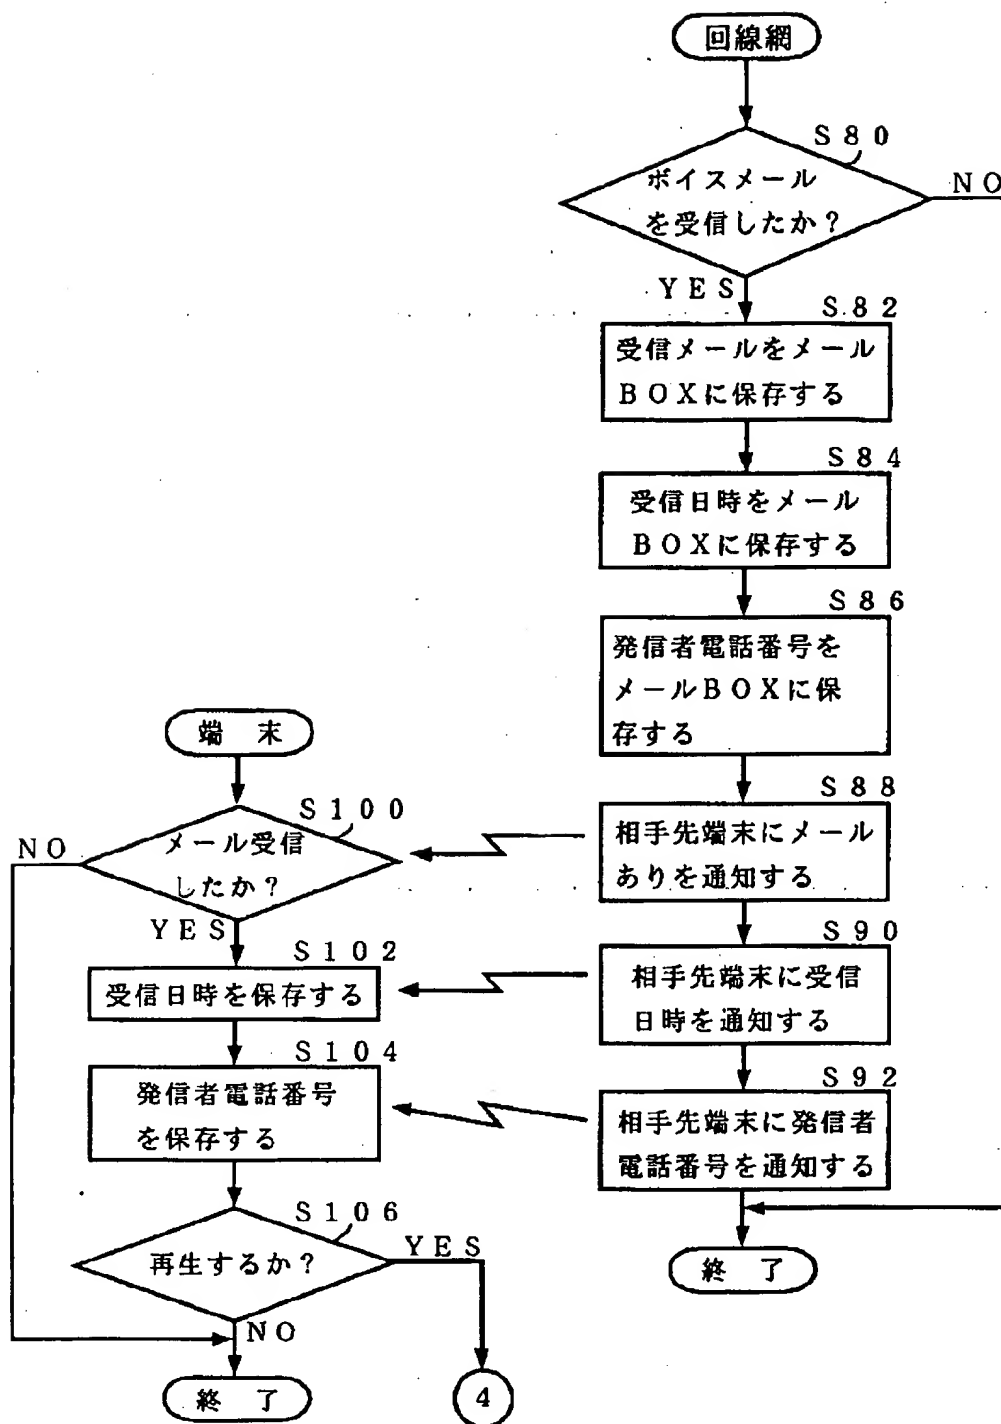 回線網
S80
ボイスメール
を受信したか?
NO
YES
S82
受信メールをメール
BOXに保存する
S84
受信日時をメール
BOXに保存する
S86
発信者電話番号を
メールBOXに保
存する
S88
相手先端末にメール
ありを通知する
S90
相手先端末に受信
日時を通知する
S92
相手先端末に発信者
電話番号を通知する
終了
端末
S100
メール受信
したか?
NO
YES
S102
受信日時を保存する
S104
発信者電話番号
を保存する
S106
再生するか?
YES
NO
終了
4